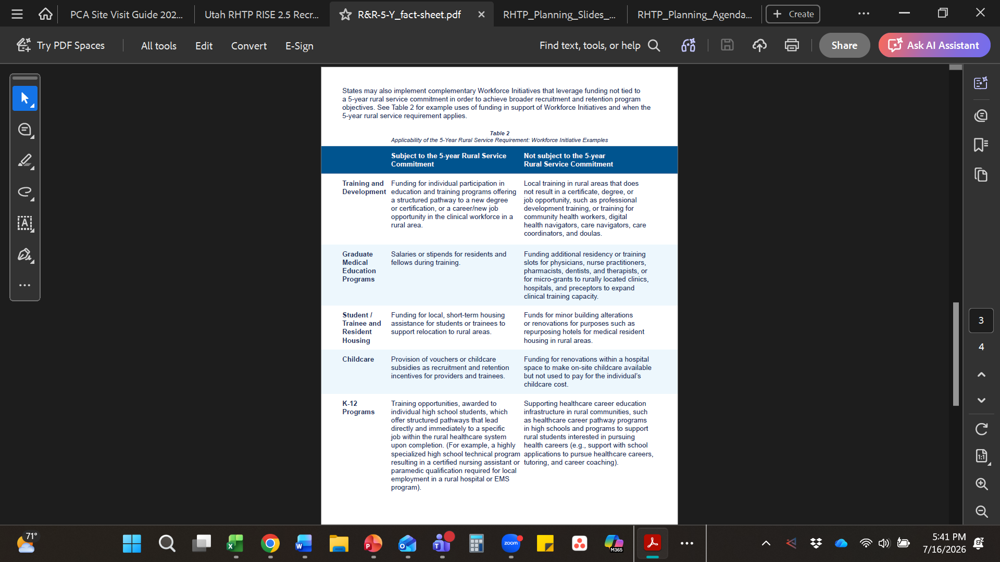 PCA Site Visit Guide 202...
Utah RHTP RISE 2.5 Recr...
R&R-5-Y_fact-sheet.pdf
RHTP_Planning_Slides_...
RHTP_Planning_Agenda...
Create
Try PDF Spaces
All tools
Edit
Convert
E-Sign
Find text, tools, or help
Share
Ask AI Assistant
States may also implement complementary Workforce Initiatives that leverage funding not tied to
a 5-year rural service commitment in order to achieve broader recruitment and retention program
objectives. See Table 2 for example uses of funding in support of Workforce Initiatives and when the
5-year rural service requirement applies.
Table 2
Applicability of the 5-Year Rural Service Requirement: Workforce Initiative Examples
Subject to the 5-year Rural Service
Commitment
Not subject to the 5-year
Rural Service Commitment
Training and
Development
Funding for individual participation in
education and training programs offering
a structured pathway to a new degree
or certification, or a career/new job
opportunity in the clinical workforce in a
rural area.
Local training in rural areas that does
not result in a certificate, degree, or
job opportunity, such as professional
development training, or training for
community health workers, digital
health navigators, care navigators, care
coordinators, and doulas.
Graduate
Medical
Education
Programs
Salaries or stipends for residents and
fellows during training.
Funding additional residency or training
slots for physicians, nurse practitioners,
pharmacists, dentists, and therapists, or
for micro-grants to rurally located clinics,
hospitals, and preceptors to expand
clinical training capacity.
Student /
Trainee and
Resident
Housing
Funding for local, short-term housing
assistance for students or trainees to
support relocation to rural areas.
Funds for minor building alterations
or renovations for purposes such as
repurposing hotels for medical resident
housing in rural areas.
Childcare
Provision of vouchers or childcare
subsidies as recruitment and retention
incentives for providers and trainees.
Funding for renovations within a hospital
space to make on-site childcare available
but not used to pay for the individual's
childcare cost.
K-12
Programs
Training opportunities, awarded to
individual high school students, which
offer structured pathways that lead
directly and immediately to a specific
job within the rural healthcare system
upon completion. (For example, a highly
specialized high school technical program
resulting in a certified nursing assistant or
paramedic qualification required for local
employment in a rural hospital or EMS
program).
Supporting healthcare career education
infrastructure in rural communities, such
as healthcare career pathway programs
in high schools and programs to support
rural students interested in pursuing
health careers (e.g., support with school
applications to pursue healthcare careers,
tutoring, and career coaching).
3
4
1:1
71°
zoom
M365
5:41 PM
7/16/2026